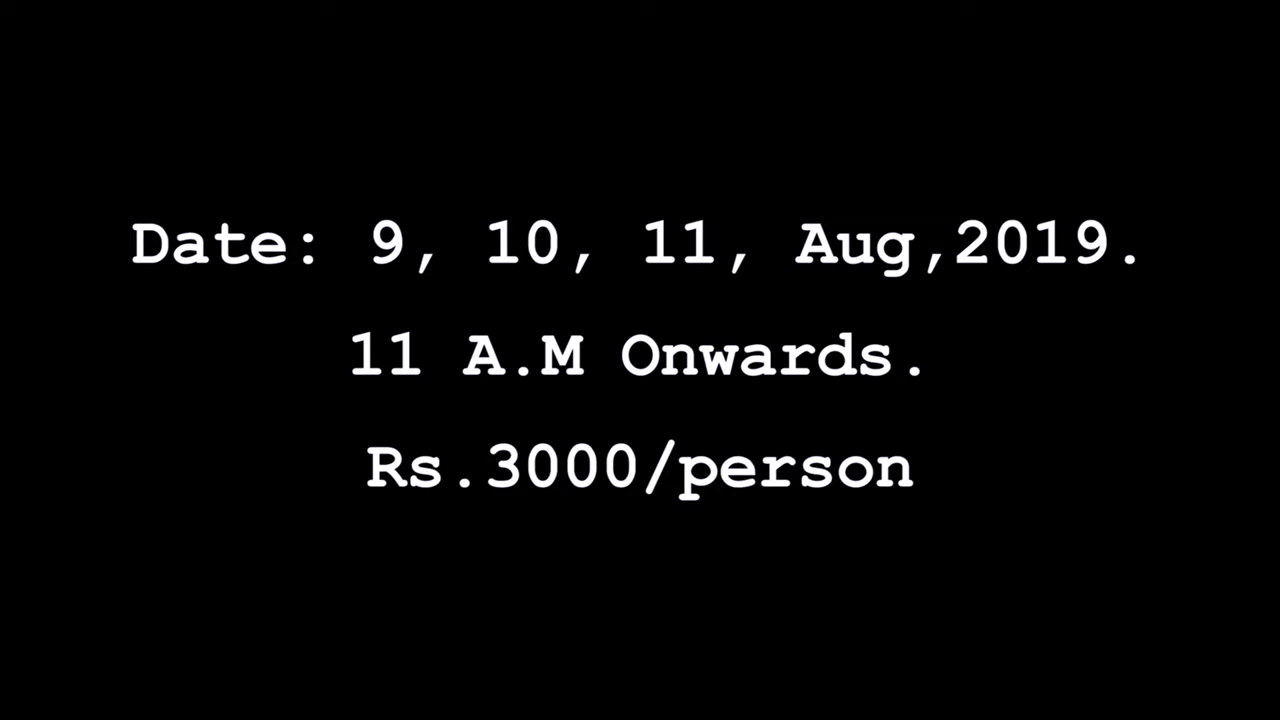 Date: 9, 10, 11, Aug,2019.
11 A.M Onwards.
Rs.3000/person